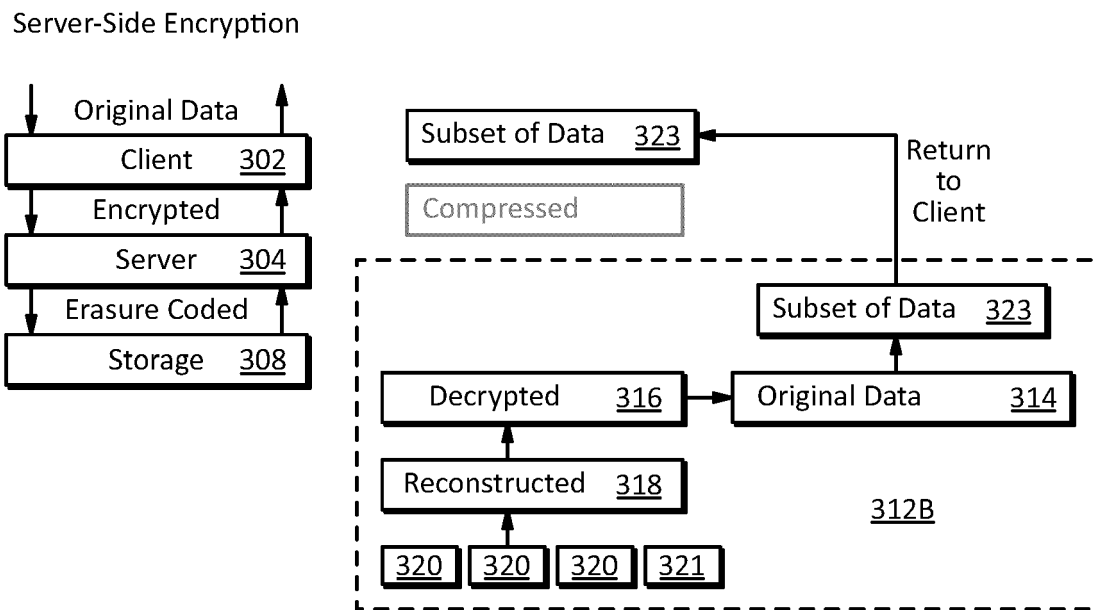 Server-Side Encryption
Original Data
Client 302
Encrypted
Server 304
Erasure Coded
Storage 308
Subset of Data 323
Compressed
Return
to
Client
Subset of Data 323
Decrypted 316
Original Data 314
Reconstructed 318
312B
320 320 320 321